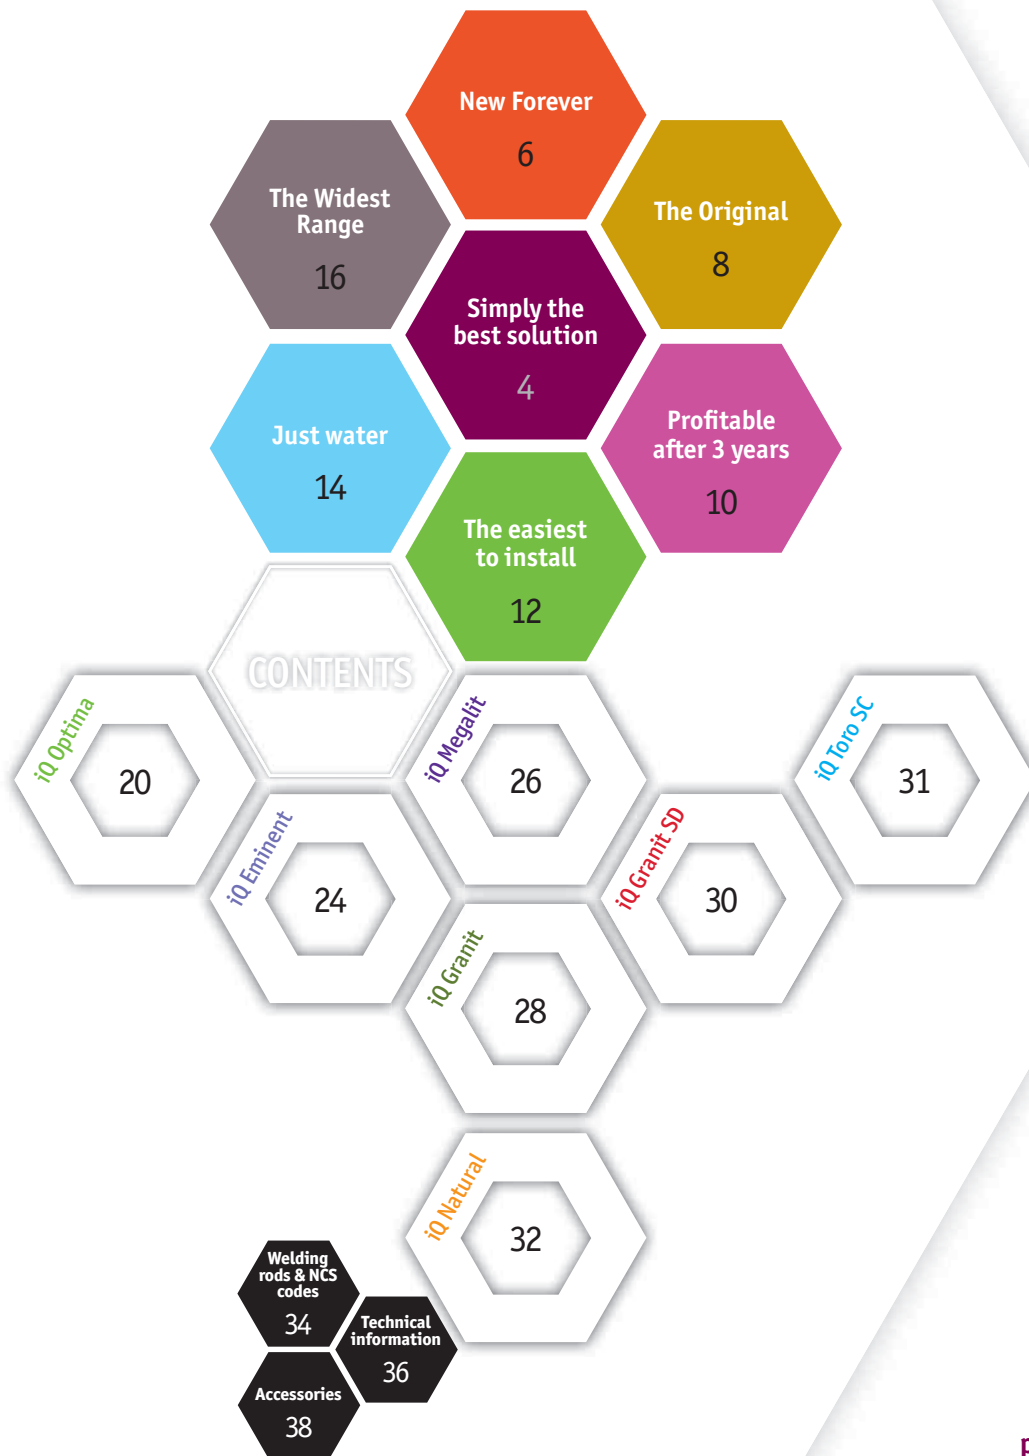 New Forever
6
The Widest
Range
16
The Original
8
Simply the
best solution
4
Just water
14
Profitable
after 3 years
10
The easiest
to install
12
CONTENTS
iQ Optima
20
iQ Megalit
26
iQ Toro SC
31
iQ Eminent
24
iQ Granit SD
30
iQ Granit
28
iQ Natural
32
Welding
rods & NCS
codes
34
Technical
information
36
Accessories
38